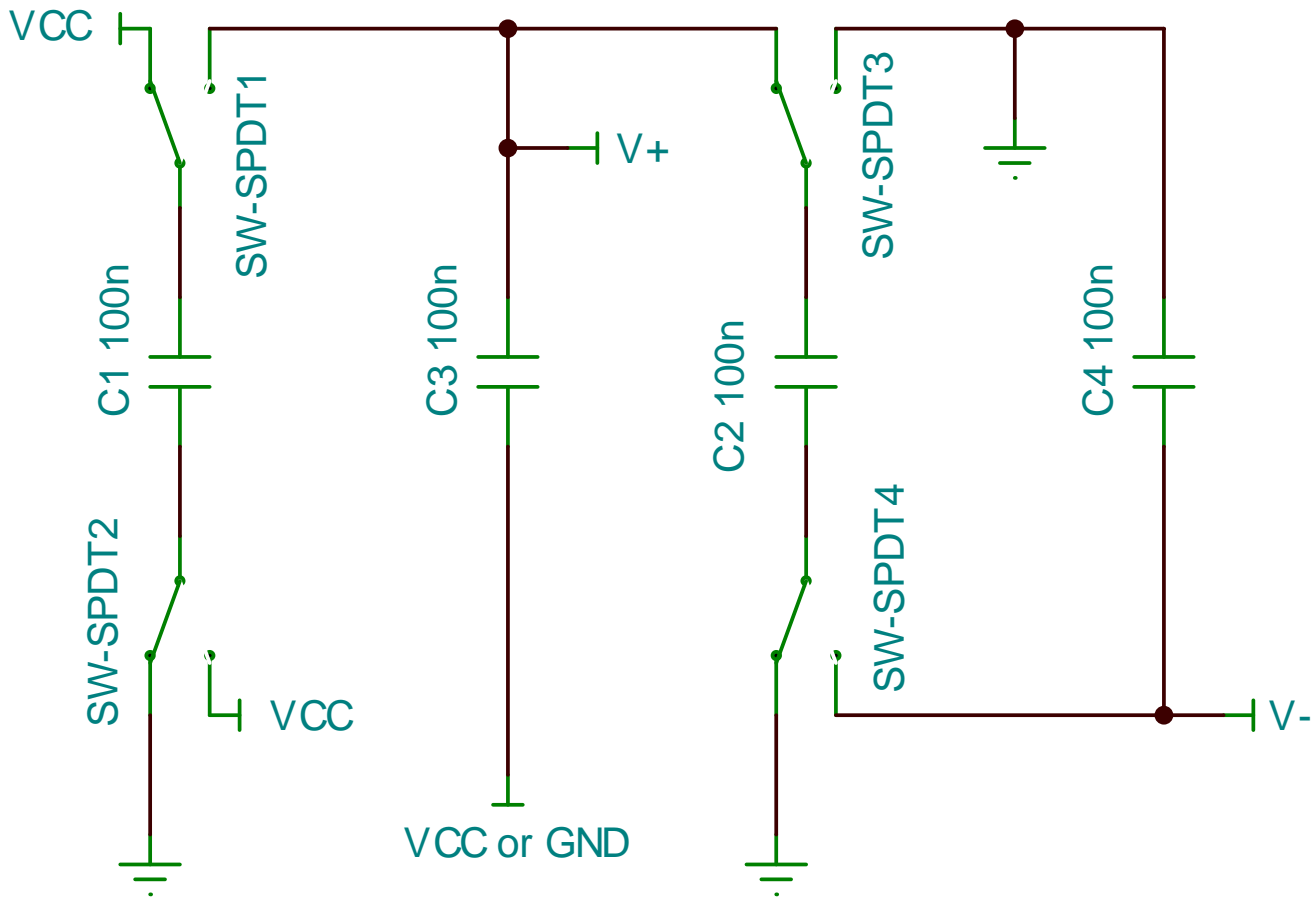 VCC
SW-SPDT1
V+
SW-SPDT3
C1 100n
C3 100n
C2 100n
C4 100n
SW-SPDT2
SW-SPDT4
VCC
V-
VCC or GND